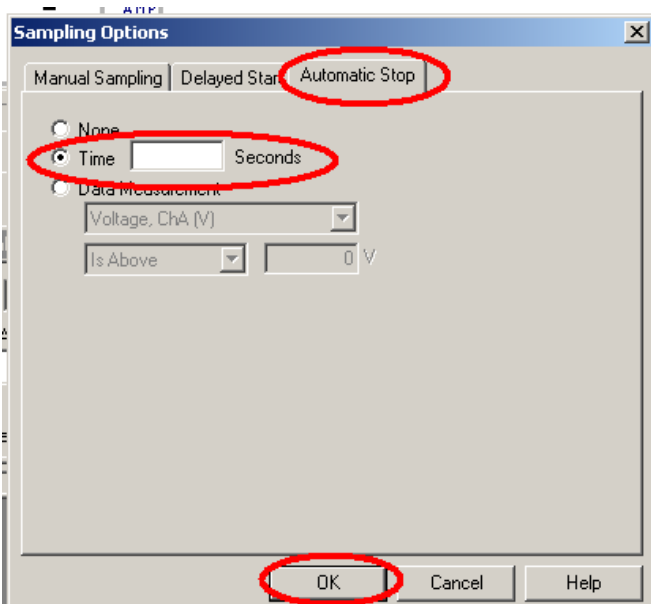 AMP
Sampling Options
Manual Sampling Delayed Start Automatic Stop
None
Time Seconds
Data Measurement
Voltage, ChA (V)
Is Above 0 V
OK Cancel Help